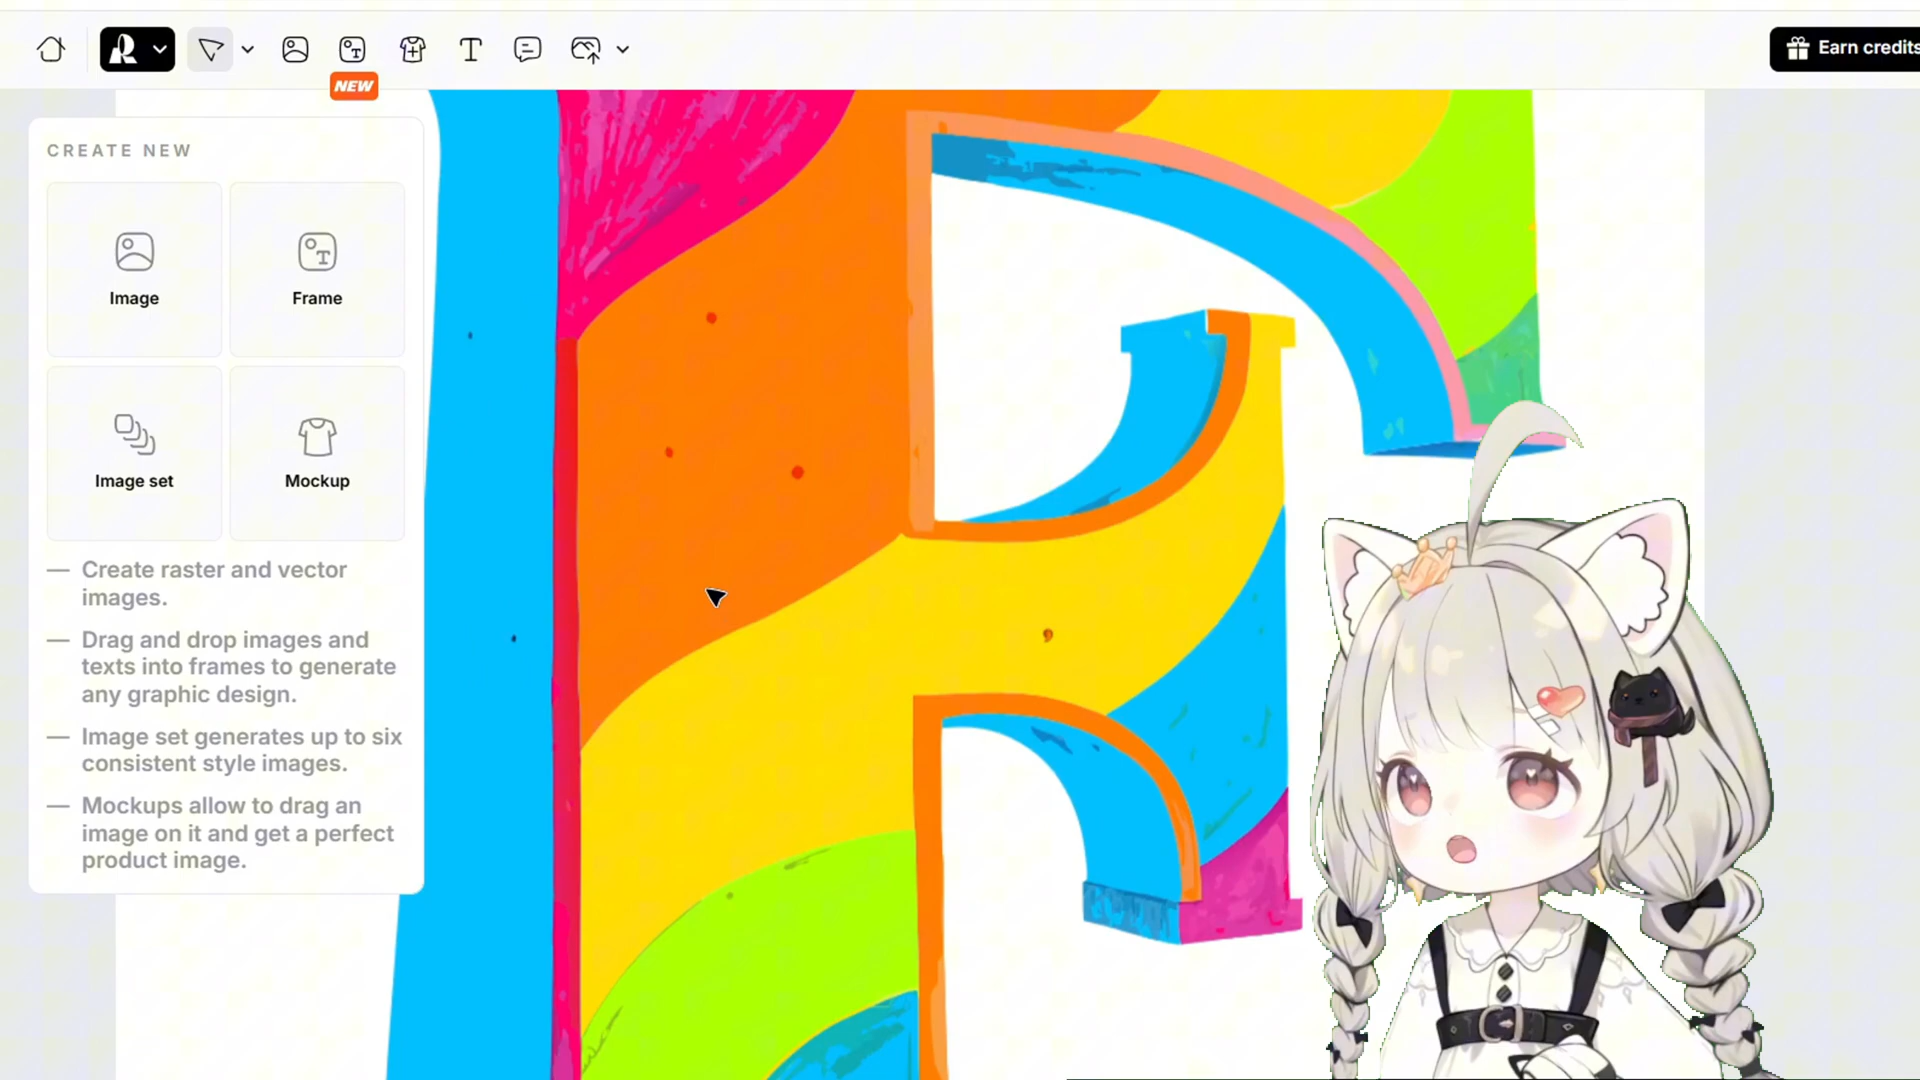 T
Earn credits
T
NEW
CREATE NEW
T
Image
Frame
Image set
Mockup
— Create raster and vector
images.
— Drag and drop images and
texts into frames to generate
any graphic design.
— Image set generates up to six
consistent style images.
— Mockups allow to drag an
image on it and get a perfect
product image.